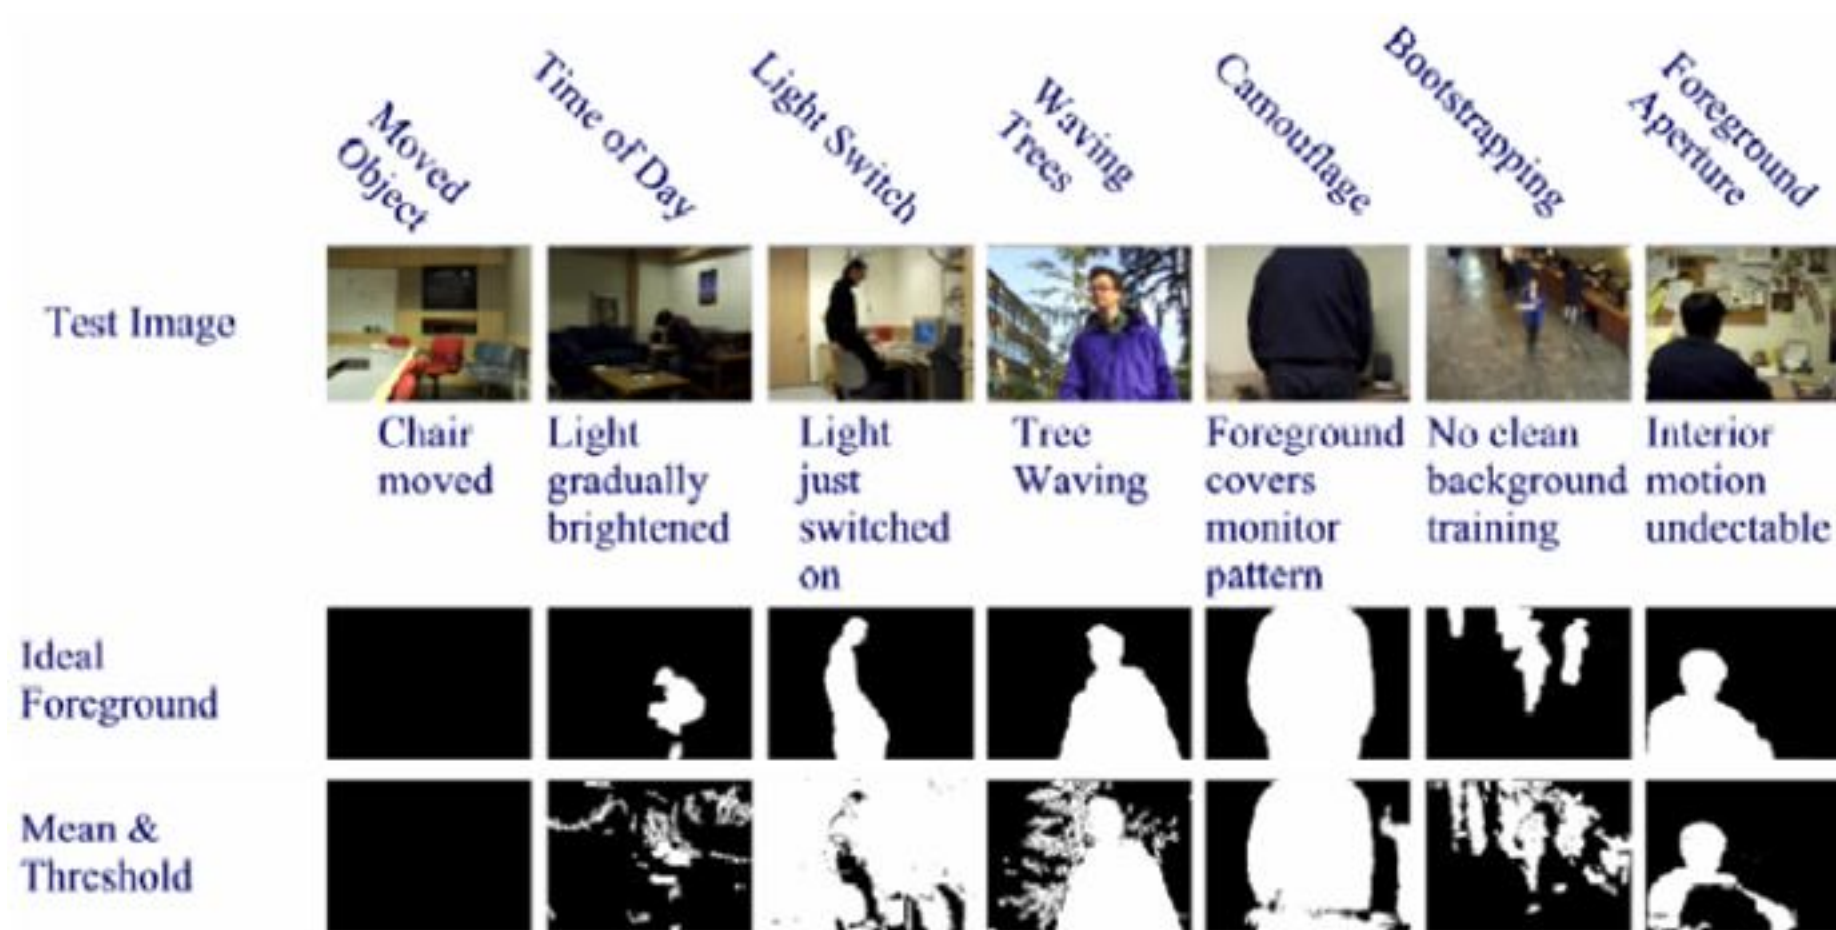 Moved
Object
Time of Day
Light Switch
Waving
Trees
Camouflage
Bootstrapping
Foreground
Aperture
Test Image
Chair
moved
Light
gradually
brightened
Light
just
switched
on
Tree
Waving
Foreground
covers
monitor
pattern
No clean
background
training
Interior
motion
undectable
Ideal
Foreground
Mean &
Threshold